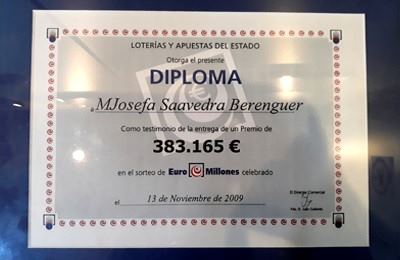 LOTERÍAS Y APUESTAS DEL ESTADO
Otorga el presente
DIPLOMA
a MJosefa Saavedra Berenguer
Como testimonio de la entrega de un Premio de
383.165 €
en el sorteo de Euro Millones celebrado
13 de Noviembre de 2009
El Director Comercial